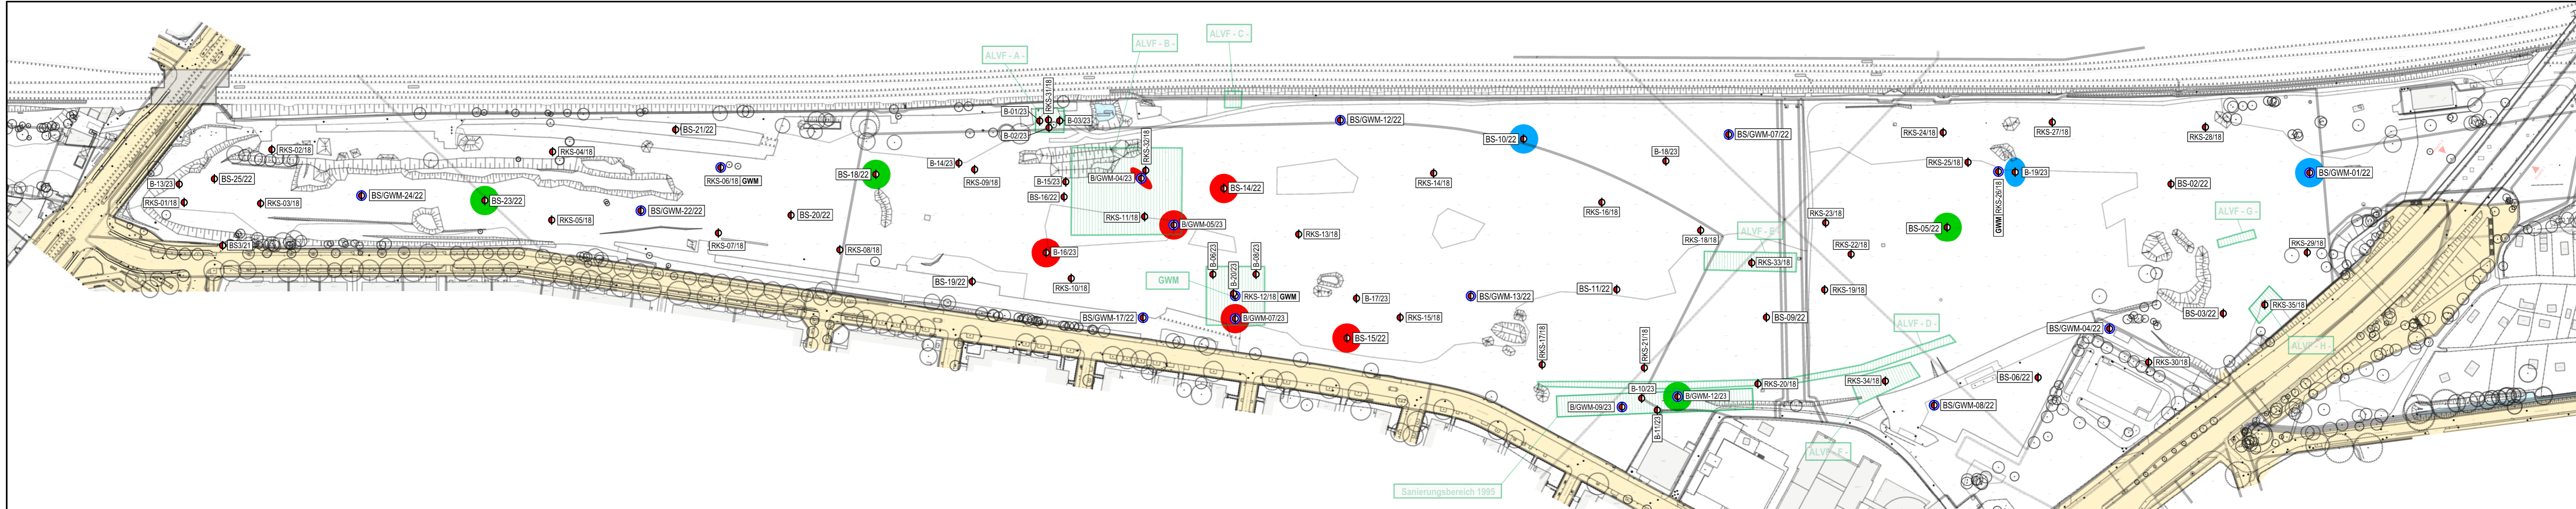 ALVF - A -
ALVF - B -
ALVF - C -
RKS-31/18
B-01/23
B-03/23
B-02/23
BS/GWM-12/22
BS-21/22
RKS-02/18
RKS-04/18
RKS-32/18
BS-10/22
BS/GWM-07/22
B-18/23
RKS-24/18
RKS-27/18
RKS-28/18
B-14/23
RKS-09/18
RKS-06/18 GWM
BS-18/22
B-15/23
B/GWM-04/23
BS-14/22
RKS-14/18
RKS-25/18
B-19/23
BS/GWM-01/22
BS-02/22
B-13/23
BS-25/22
BS/GWM-24/22
BS-23/22
BS-16/22
GWM RKS-26/18
RKS-01/18
RKS-03/18
RKS-05/18
BS/GWM-22/22
BS-20/22
RKS-11/18
B/GWM-05/23
RKS-16/18
RKS-23/18
BS-05/22
ALVF - G -
BS3/21
RKS-07/18
RKS-08/18
B-16/23
RKS-13/18
RKS-18/18
ALVF - E -
RKS-22/18
RKS-29/18
B-06/23
B-08/23
RKS-33/18
BS-19/22
RKS-10/18
GWM
B-20/23
RKS-12/18 GWM
B-17/23
BS/GWM-13/22
BS-11/22
RKS-19/18
RKS-35/18
BS/GWM-17/22
B/GWM-07/23
RKS-15/18
BS-09/22
ALVF - D -
BS-03/22
BS/GWM-04/22
BS-15/22
RKS-17/18
RKS-21/18
ALVF - H -
RKS-30/18
B-10/23
RKS-20/18
RKS-34/18
BS-06/22
B/GWM-12/23
B/GWM-09/23
BS/GWM-08/22
B-11/23
ALVF - F -
Sanierungsbereich 1995